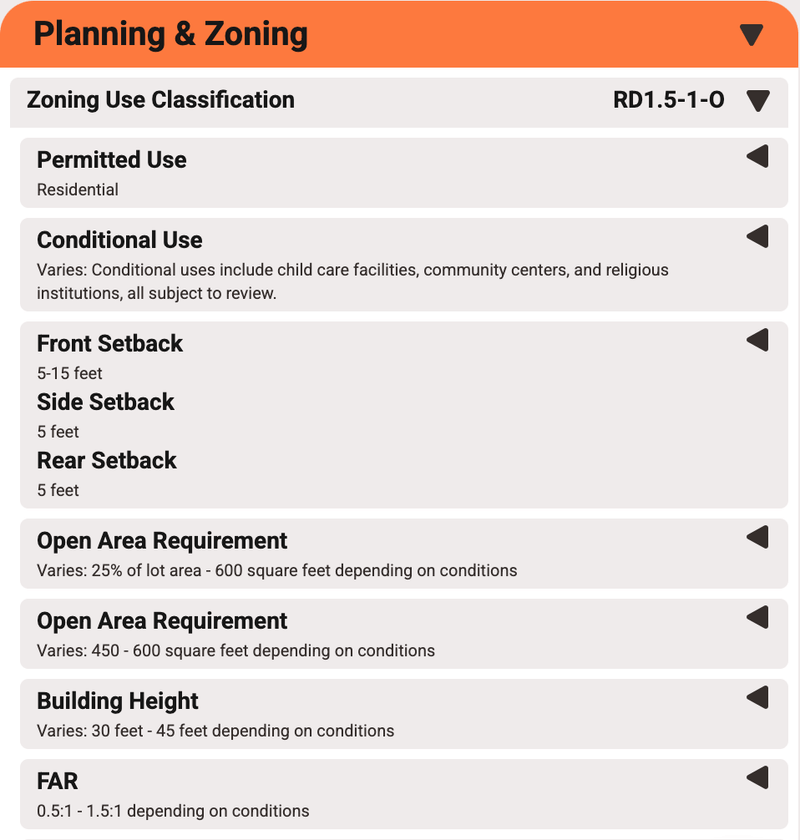 Planning & Zoning
Zoning Use Classification RD1.5-1-O
Permitted Use
Residential
Conditional Use
Varies: Conditional uses include child care facilities, community centers, and religious
institutions, all subject to review.
Front Setback
5-15 feet
Side Setback
5 feet
Rear Setback
5 feet
Open Area Requirement
Varies: 25% of lot area - 600 square feet depending on conditions
Open Area Requirement
Varies: 450 - 600 square feet depending on conditions
Building Height
Varies: 30 feet - 45 feet depending on conditions
FAR
0.5:1 - 1.5:1 depending on conditions